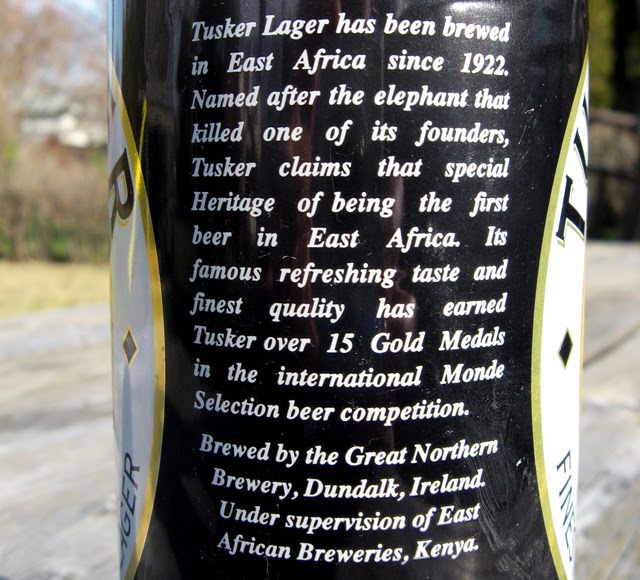 Tusker Lager has been brewed
in East Africa since 1922.
Named after the elephant that
killed one of its founders,
Tusker claims that special
Heritage of being the first
beer in East Africa. Its
famous refreshing taste and
finest quality has earned
Tusker over 15 Gold Medals
in the international Monde
Selection beer competition.
Brewed by the Great Northern
Brewery, Dundalk, Ireland.
Under supervision of East
African Breweries, Kenya.